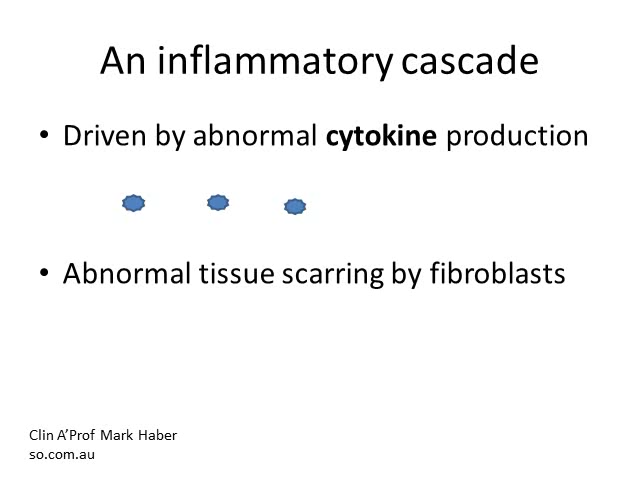 An inflammatory cascade
• Driven by abnormal cytokine production
• Abnormal tissue scarring by fibroblasts
Clin A’Prof Mark Haber
so.com.au